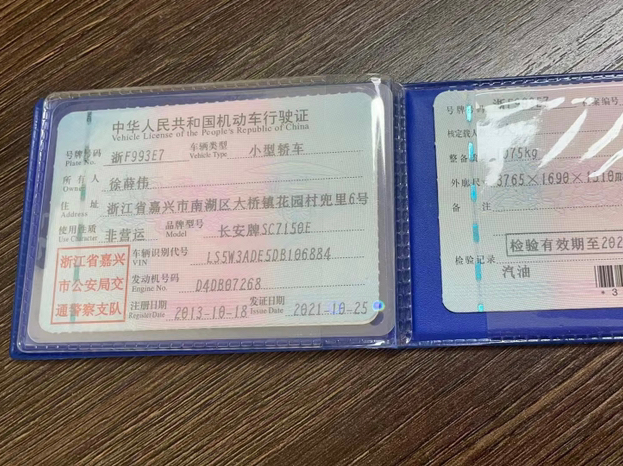 中华人民共和国机动车行驶证
Vehicle License of the People's Republic of China
号牌号码 Plate No. 浙F993E7 车辆类型 Vehicle Type 小型轿车
所有人 Owner 徐薛伟
住址 Address 浙江省嘉兴市南湖区大桥镇花园村兜里6号
使用性质 Use Character 非营运 品牌型号 Model 长安牌SC7150E
浙江省嘉兴
市公安局交
通警察支队
车辆识别代号 VIN LS5W3ADE5DB106884
发动机号码 Engine No. D4DB07268
注册日期 Register Date 2013-10-18 发证日期 Issue Date 2021-10-25
号牌号码
核定载人
整备质 075kg
外廓尺 3765×1690×1510m
备注
检验有效期至202
检验记录
汽油
*3